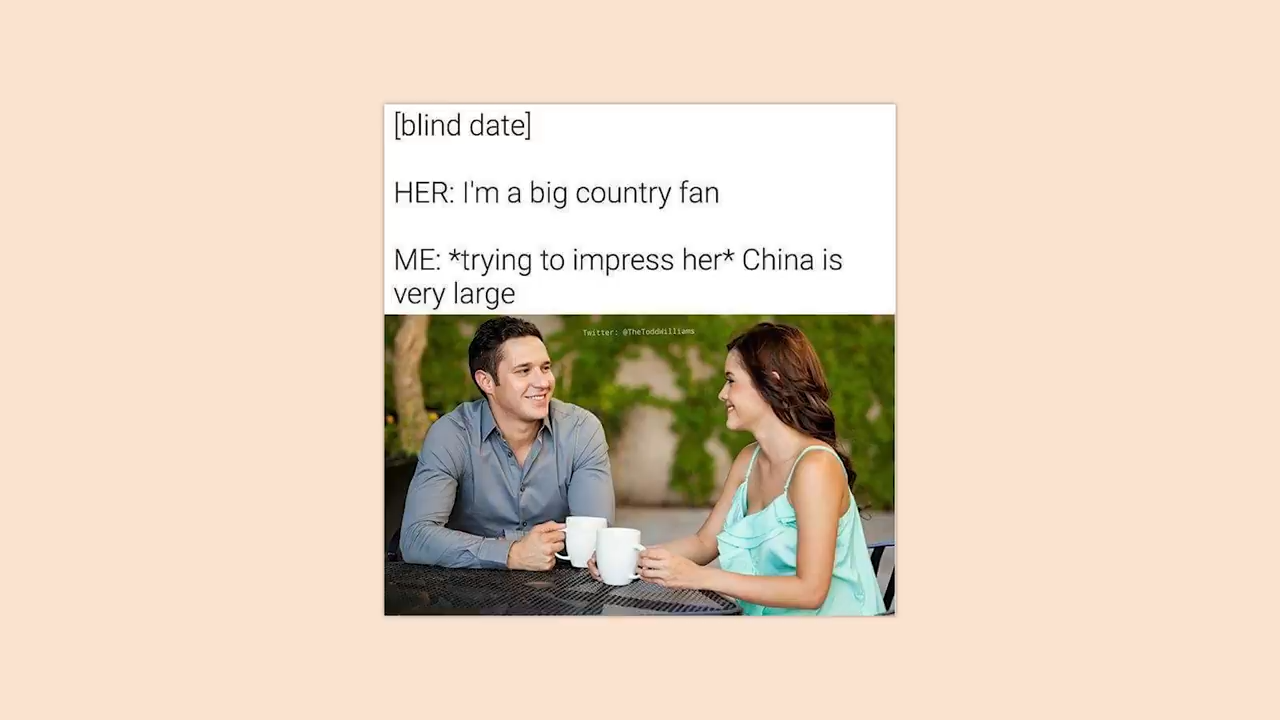 [blind date]
HER: I'm a big country fan
ME: *trying to impress her* China is
very large
Twitter: @TheToddWilliams